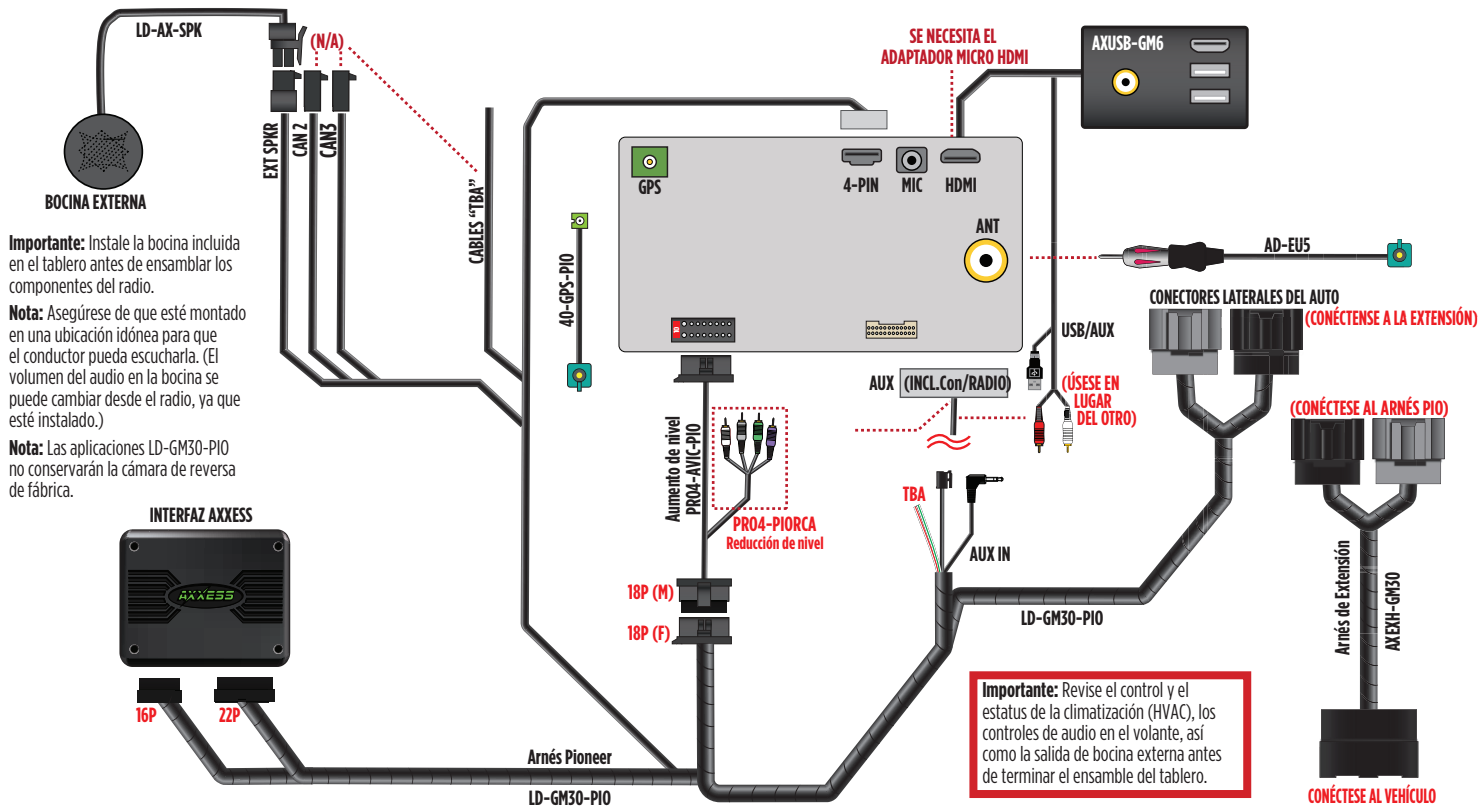 LD-AX-SPK
(N/A)
EXT SPKR
CAN 2
CAN3
BOCINA EXTERNA
Importante: Instale la bocina incluida
en el tablero antes de ensamblar los
componentes del radio.
Nota: Asegúrese de que esté montado
en una ubicación idónea para que
el conductor pueda escucharla. (El
volumen del audio en la bocina se
puede cambiar desde el radio, ya que
esté instalado.)
Nota: Las aplicaciones LD-GM30-PIO
no conservarán la cámara de reversa
de fábrica.
CABLES "TBA"
40-GPS-PIO
SE NECESITA EL
ADAPTADOR MICRO HDMI
AXUSB-GM6
GPS
4-PIN
MIC
HDMI
ANT
AD-EU5
CONECTORES LATERALES DEL AUTO
(CONÉCTENSE A LA EXTENSIÓN)
USB/AUX
AUX (INCL.Con/RADIO)
(ÚSESE EN
LUGAR
DEL OTRO)
(CONÉCTESE AL ARNÉS PIO)
Aumento de nivel
PRO4-AVIC-PIO
PRO4-PIORCA
Reducción de nivel
TBA
AUX IN
18P (M)
18P (F)
LD-GM30-PIO
Arnés de Extensión
AXEXH-GM30
INTERFAZ AXXESS
AXXESS
16P
22P
Arnés Pioneer
LD-GM30-PIO
Importante: Revise el control y el
estatus de la climatización (HVAC), los
controles de audio en el volante, así
como la salida de bocina externa antes
de terminar el ensamble del tablero.
CONÉCTESE AL VEHÍCULO